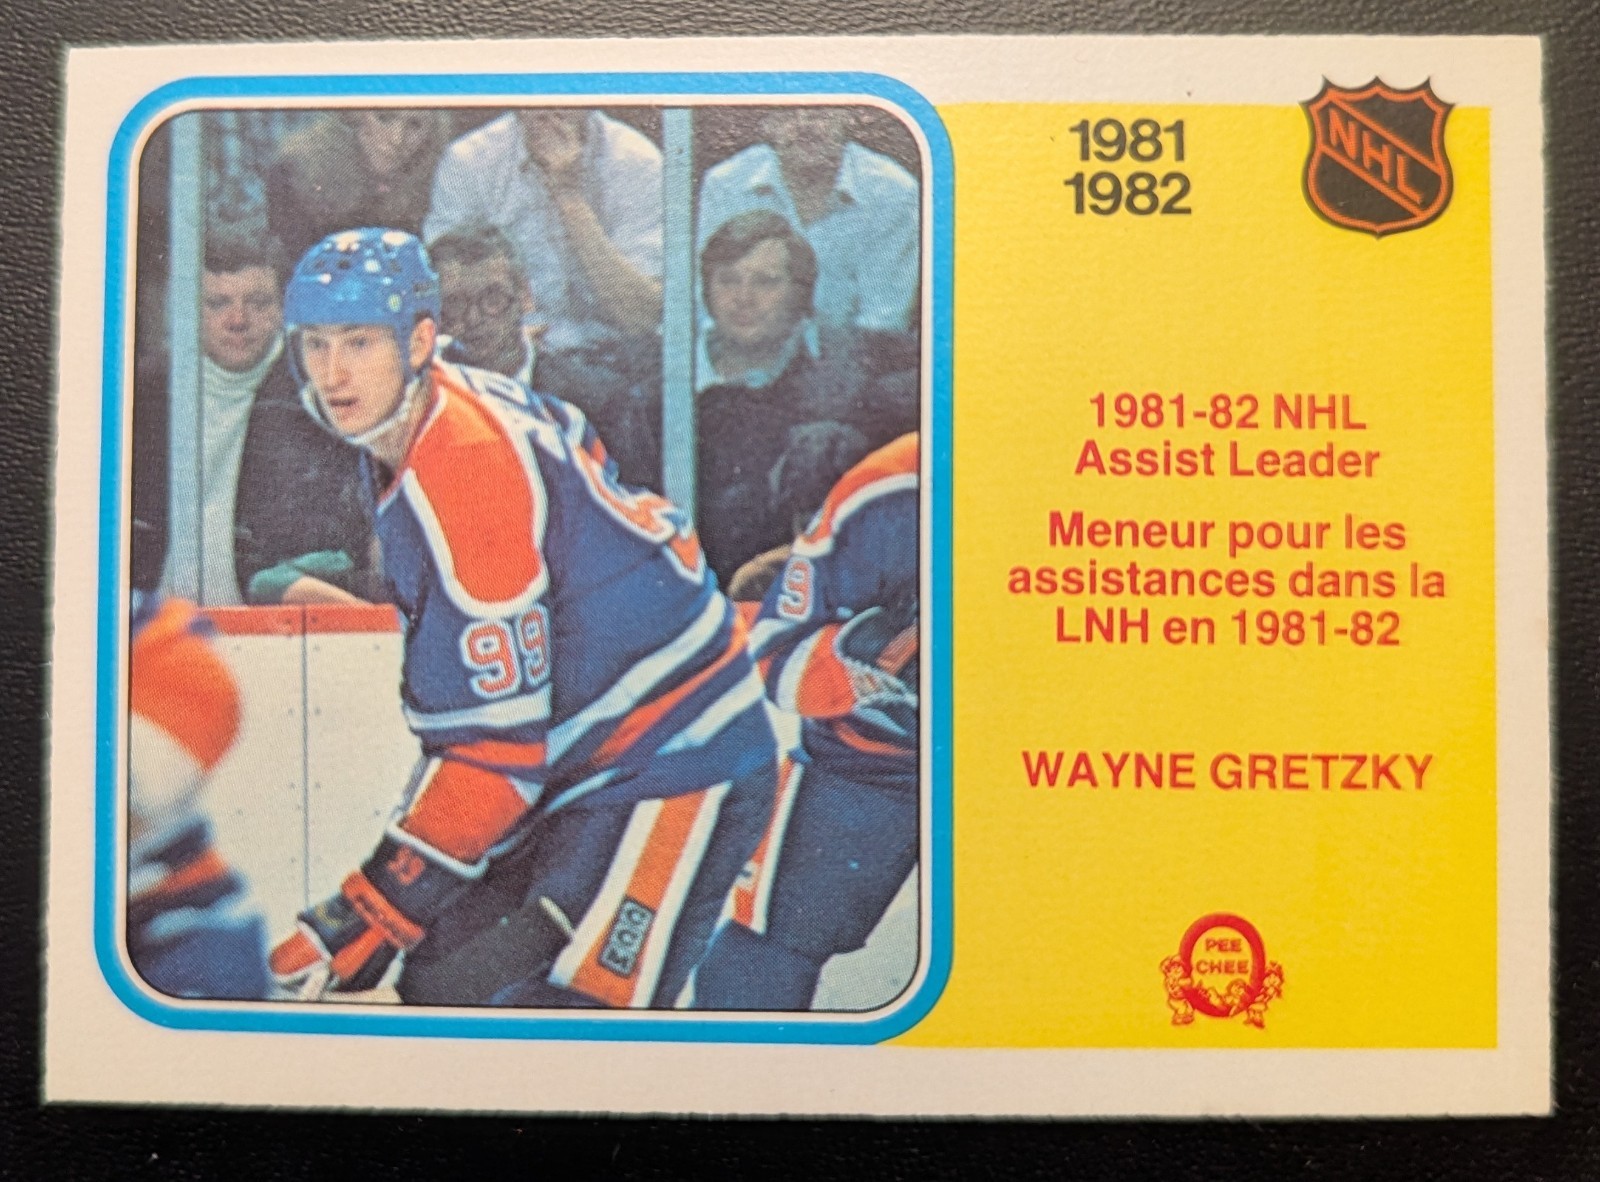 1981
1982
NHL
1981-82 NHL
Assist Leader
Meneur pour les
assistances dans la
LNH en 1981-82
WAYNE GRETZKY
O
PEE
CHEE
99
99